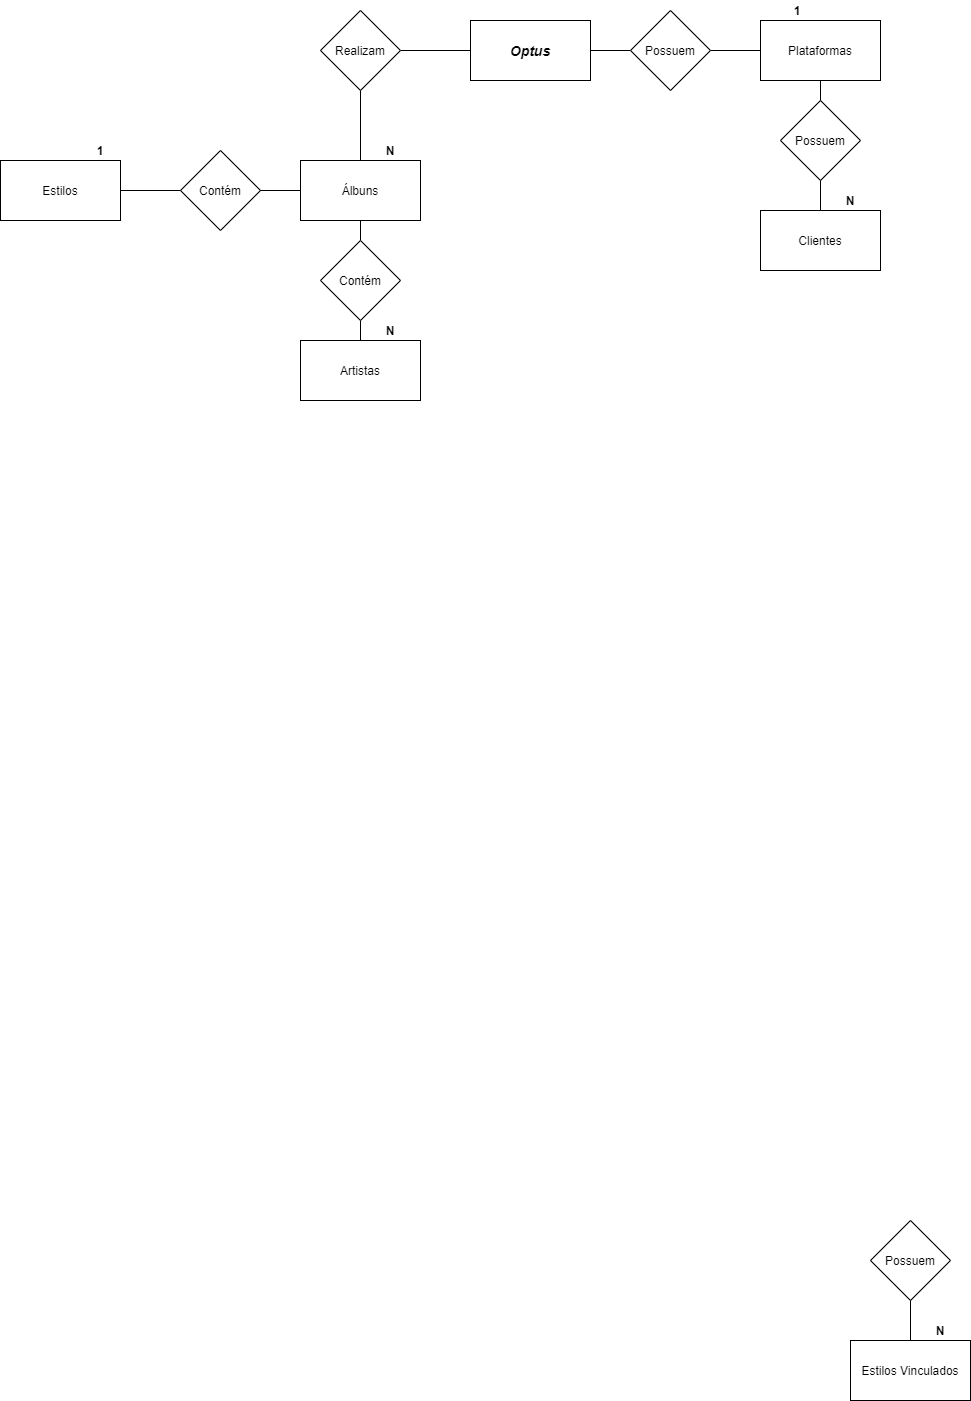 1
Realizam
Optus
Possuem
Plataformas
Possuem
1
N
Estilos
Contém
Álbuns
N
Clientes
Contém
N
Artistas
Possuem
N
Estilos Vinculados